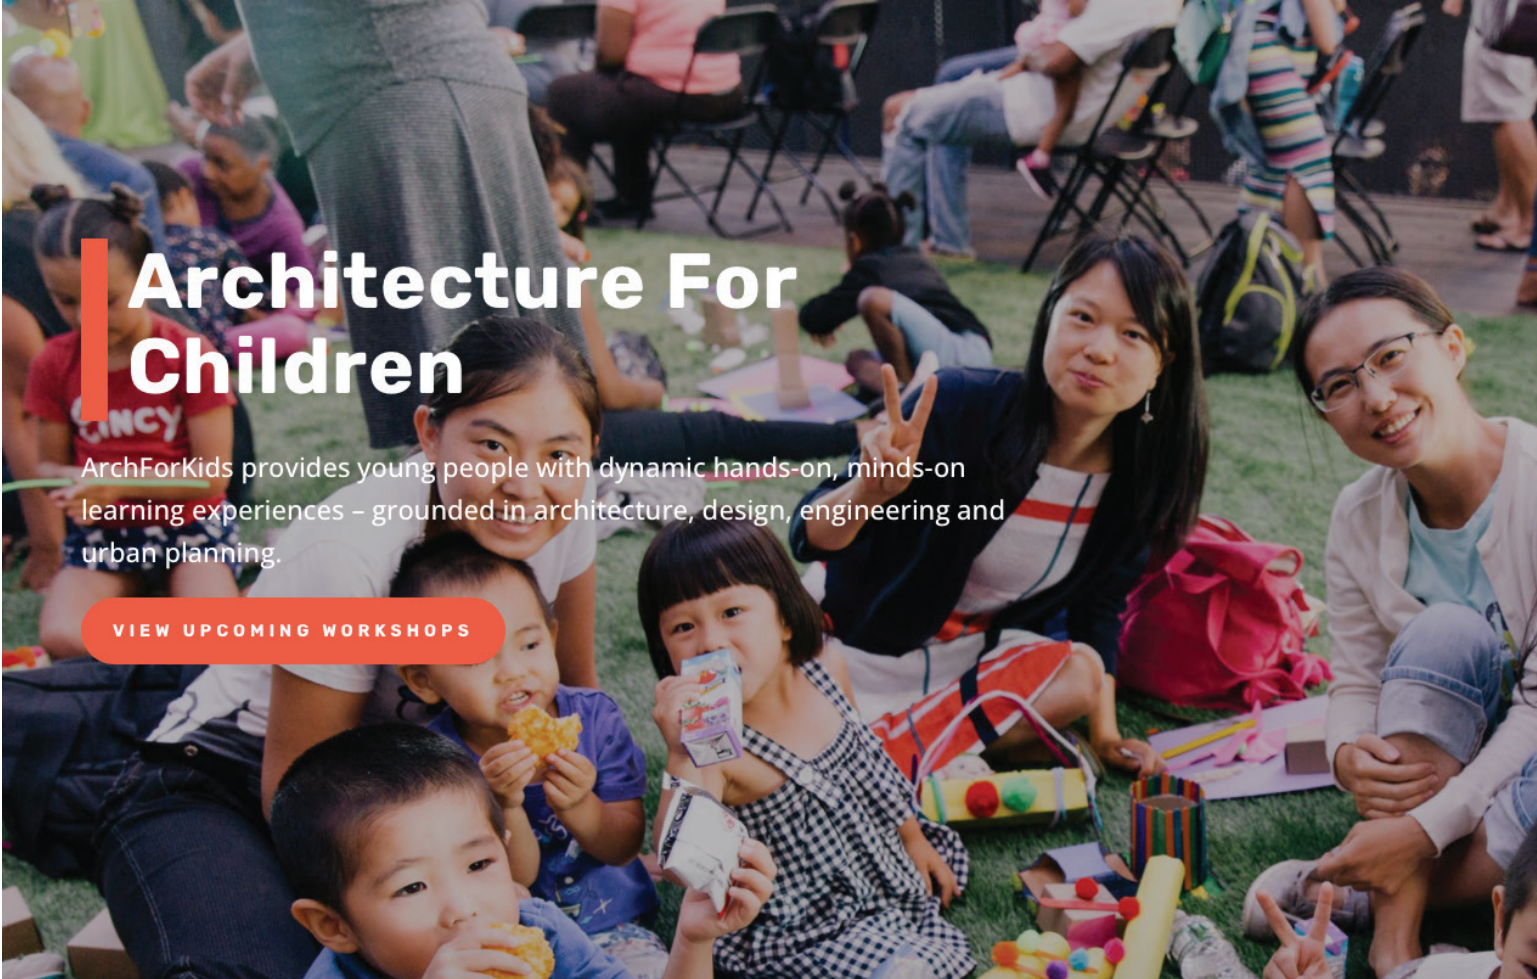 Architecture For
Children
CINCY
ArchForKids provides young people with dynamic hands-on, minds-on
learning experiences – grounded in architecture, design, engineering and
urban planning.
VIEW UPCOMING WORKSHOPS